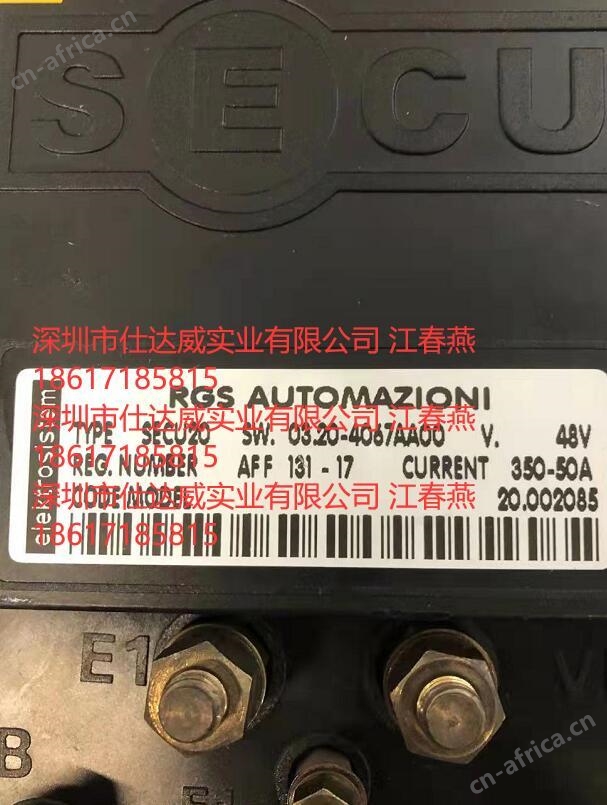 cn-africa.cn
SECU
深圳市仕达威实业有限公司 江春燕
18617185815
RGS AUTOMAZIONI
深圳市仕达威实业有限公司 江春燕
TYPE SECU20 SW. 03.20-4067AA00 V. 48V
18617185815
REG. NUMBER AFF 131-17 CURRENT 350-50A
深圳市仕达威实业有限公司 江春燕
CODE/MODEL 20.002085
18617185815
elektrosistem
E1
V
B
cn-africa.cn